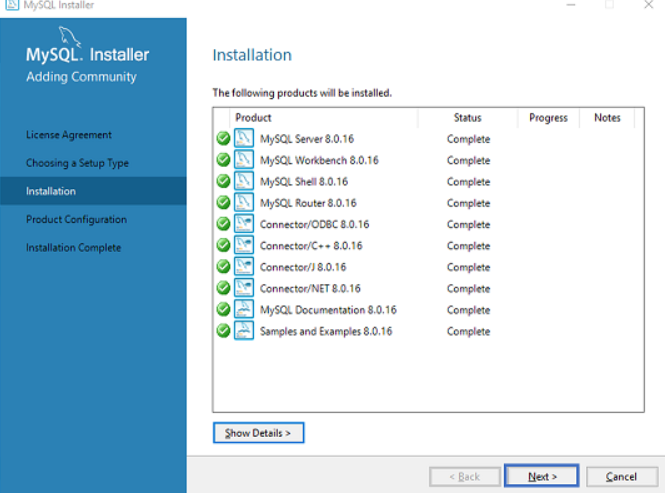 MySQL Installer
MySQL. Installer
Adding Community
License Agreement
Choosing a Setup Type
Installation
Product Configuration
Installation Complete
Installation
The following products will be installed.
Product Status Progress Notes
MySQL Server 8.0.16 Complete
MySQL Workbench 8.0.16 Complete
MySQL Shell 8.0.16 Complete
MySQL Router 8.0.16 Complete
Connector/ODBC 8.0.16 Complete
Connector/C++ 8.0.16 Complete
Connector/J 8.0.16 Complete
Connector/NET 8.0.16 Complete
MySQL Documentation 8.0.16 Complete
Samples and Examples 8.0.16 Complete
Show Details >
< Back Next > Cancel